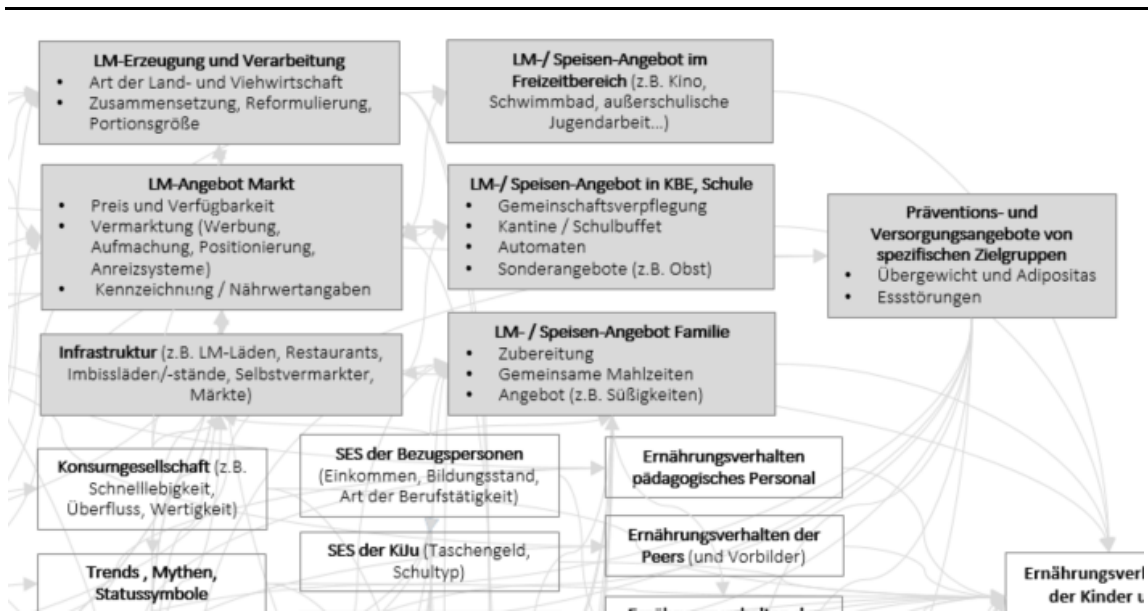 LM-Erzeugung und Verarbeitung
• Art der Land- und Viehwirtschaft
• Zusammensetzung, Reformulierung,
Portionsgröße
LM-/ Speisen-Angebot im
Freizeitbereich (z.B. Kino,
Schwimmbad, außerschulische
Jugendarbeit...)
LM-Angebot Markt
• Preis und Verfügbarkeit
• Vermarktung (Werbung,
Aufmachung, Positionierung,
Anreizsysteme)
• Kennzeichnung / Nährwertangaben
LM-/ Speisen-Angebot in KBE, Schule
• Gemeinschaftsverpflegung
• Kantine / Schulbuffet
• Automaten
• Sonderangebote (z.B. Obst)
Präventions- und
Versorgungsangebote von
spezifischen Zielgruppen
• Übergewicht und Adipositas
• Essstörungen
Infrastruktur (z.B. LM-Läden, Restaurants,
Imbissläden/-stände, Selbstvermarkter,
Märkte)
LM- / Speisen-Angebot Familie
• Zubereitung
• Gemeinsame Mahlzeiten
• Angebot (z.B. Süßigkeiten)
Konsumgesellschaft (z.B.
Schnelllebigkeit,
Überfluss, Wertigkeit)
SES der Bezugspersonen
(Einkommen, Bildungsstand,
Art der Berufstätigkeit)
Ernährungsverhalten
pädagogisches Personal
SES der KiJu (Taschengeld,
Schultyp)
Ernährungsverhalten der
Peers (und Vorbilder)
Trends , Mythen,
Statussymbole
der Kinder